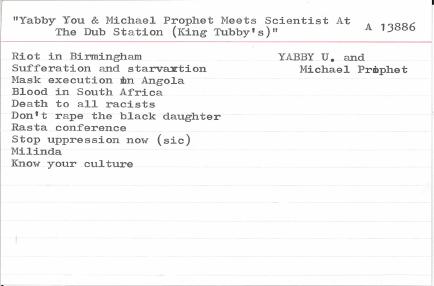 "Yabby You & Michael Prophet Meets Scientist At
The Dub Station (King Tubby's)"
A 13886
Riot in Birmingham
YABBY U. and
Sufferation and starvaxtion
Michael Prophet
Mask execution in Angola
Blood in South Africa
Death to all racists
Don't rape the black daughter
Rasta conference
Stop uppression now (sic)
Milinda
Know your culture